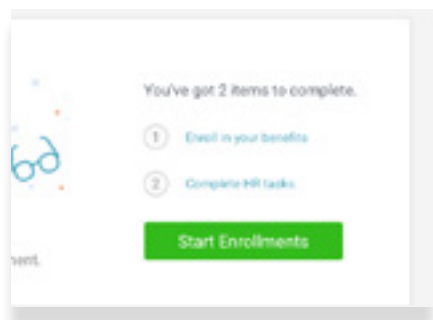 You've got 2 items to complete.
1 Enroll in your benefits
2 Complete HR tasks
Start Enrollments
ment.